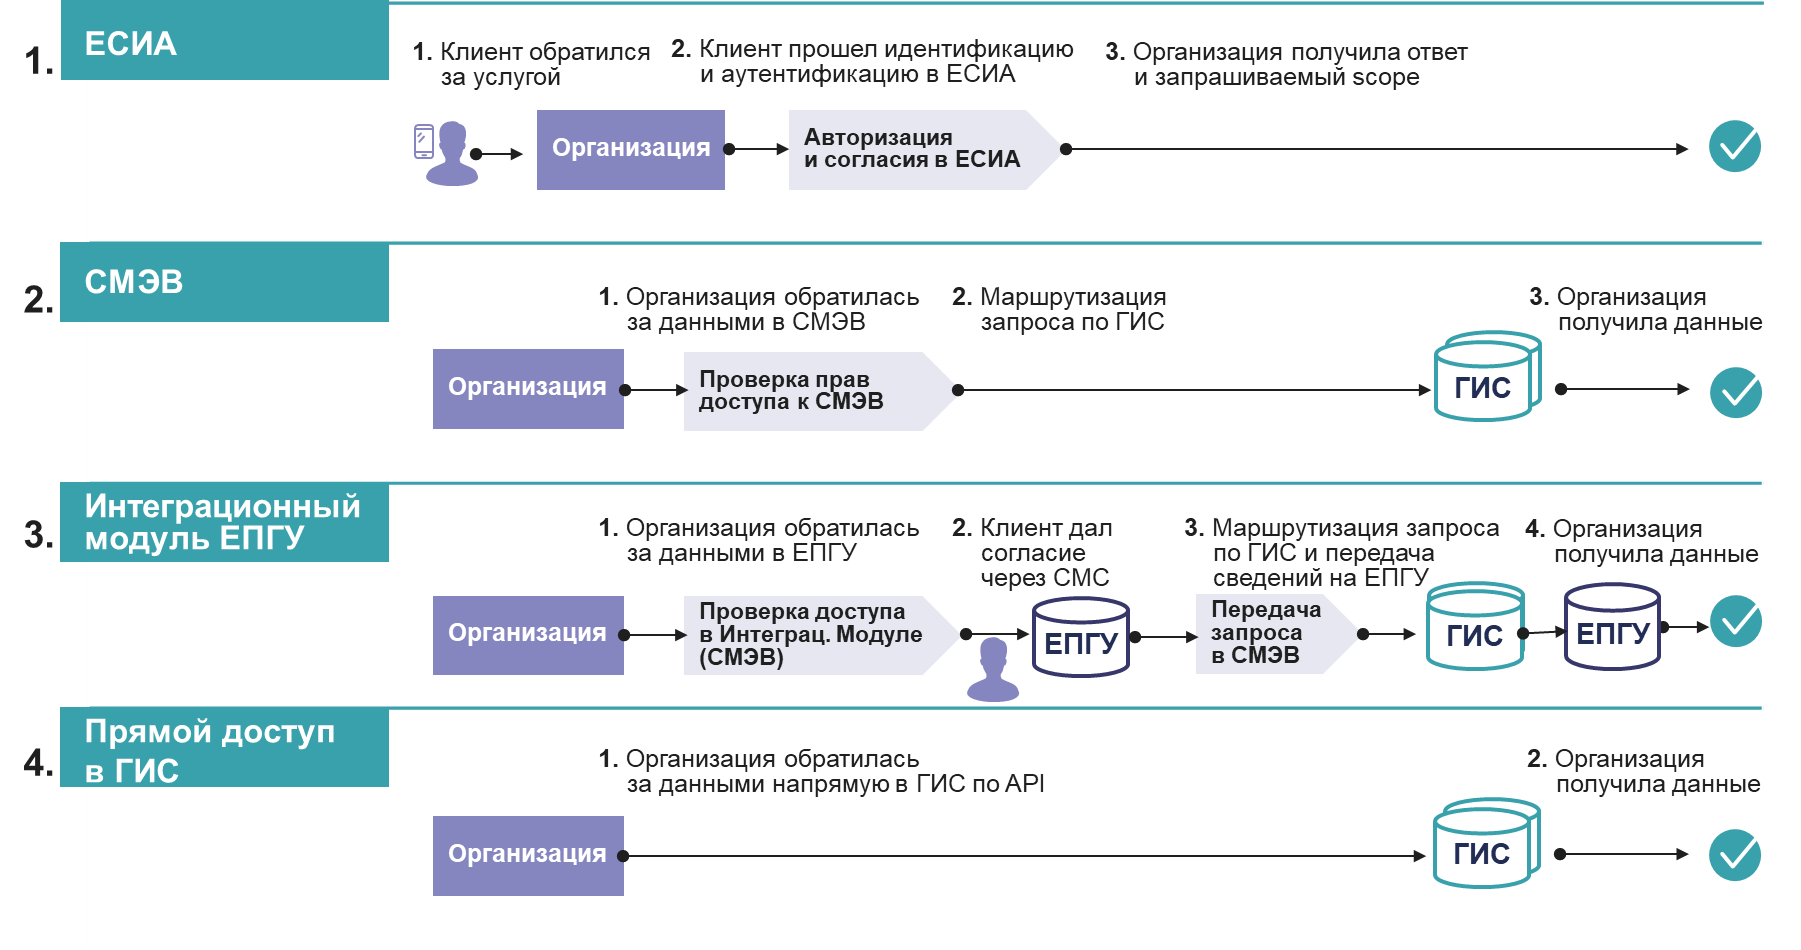 1.
ЕСИА
1. Клиент обратился
за услугой
2. Клиент прошел идентификацию
и аутентификацию в ЕСИА
3. Организация получила ответ
и запрашиваемый scope
Организация
Авторизация
и согласия в ЕСИА
2.
СМЭВ
1. Организация обратилась
за данными в СМЭВ
2. Маршрутизация
запроса по ГИС
3. Организация
получила данные
Организация
Проверка прав
доступа к СМЭВ
ГИС
3.
Интеграционный
модуль ЕПГУ
1. Организация обратилась
за данными в ЕПГУ
2. Клиент дал
согласие
через СМС
3. Маршрутизация запроса
по ГИС и передача
сведений на ЕПГУ
4. Организация
получила данные
Организация
Проверка доступа
в Интеграц. Модуле
(СМЭВ)
ЕПГУ
Передача
запроса
в СМЭВ
ГИС
ЕПГУ
4.
Прямой доступ
в ГИС
1. Организация обратилась
за данными напрямую в ГИС по API
2. Организация
получила данные
Организация
ГИС